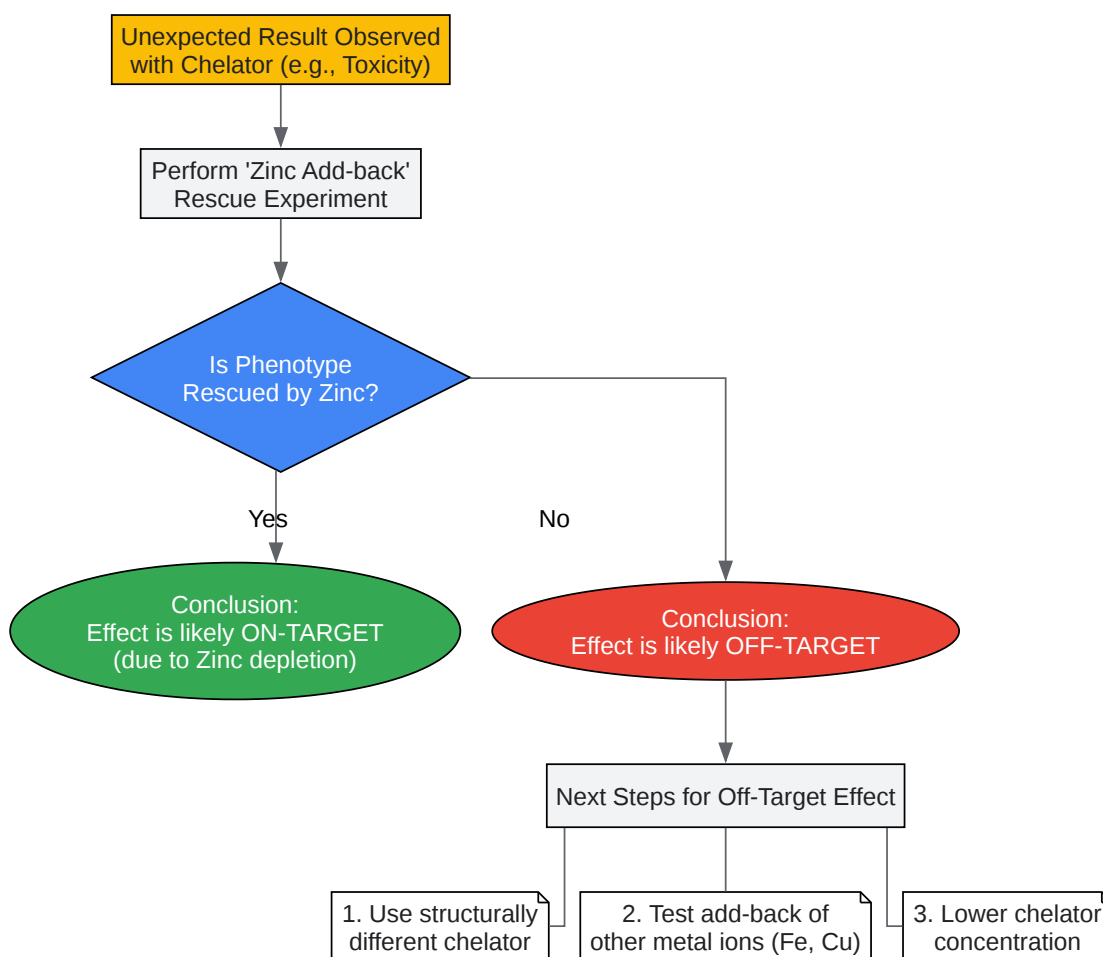 Unexpected Result Observed
with Chelator (e.g., Toxicity)
Perform 'Zinc Add-back'
Rescue Experiment
Is Phenotype
Rescued by Zinc?
Yes
No
Conclusion:
Effect is likely ON-TARGET
(due to Zinc depletion)
Conclusion:
Effect is likely OFF-TARGET
Next Steps for Off-Target Effect
1. Use structurally
different chelator
2. Test add-back of
other metal ions (Fe, Cu)
3. Lower chelator
concentration